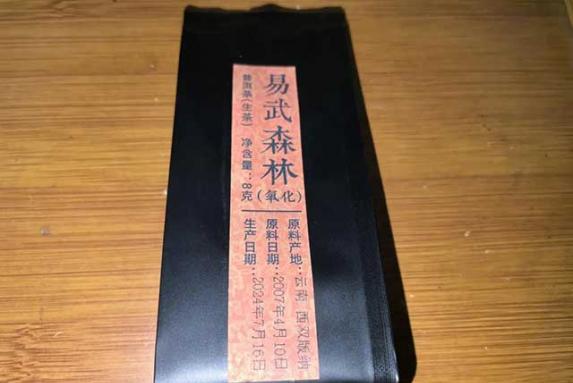 易武森林(氧化)
普洱茶(生茶) 净含量：8克
原料产地：云南 西双版纳
原料日期：2007年4月10日
生产日期：2024年7月16日